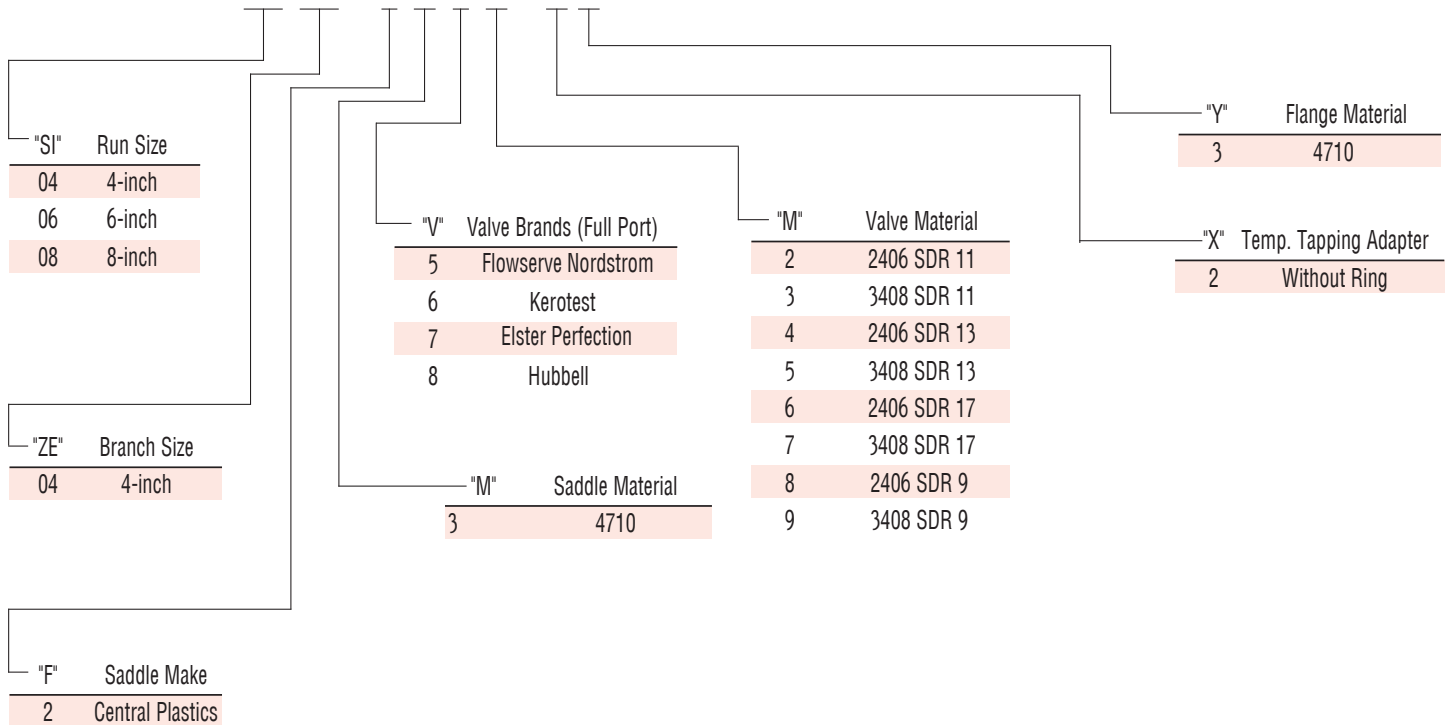 "SI" Run Size
04 4-inch
06 6-inch
08 8-inch
"ZE" Branch Size
04 4-inch
"F" Saddle Make
2 Central Plastics
"V" Valve Brands (Full Port)
5 Flowserve Nordstrom
6 Kerotest
7 Elster Perfection
8 Hubbell
"M" Saddle Material
3 4710
"M" Valve Material
2 2406 SDR 11
3 3408 SDR 11
4 2406 SDR 13
5 3408 SDR 13
6 2406 SDR 17
7 3408 SDR 17
8 2406 SDR 9
9 3408 SDR 9
"Y" Flange Material
3 4710
"X" Temp. Tapping Adapter
2 Without Ring